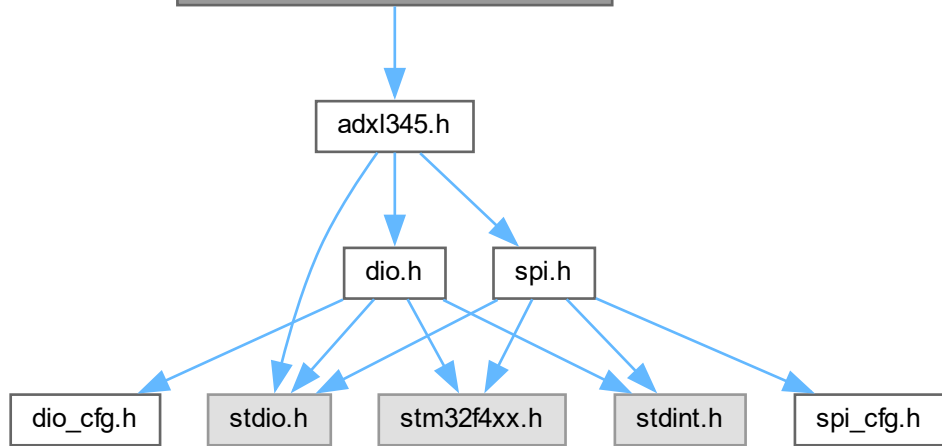 adxl345.h
dio.h
spi.h
dio_cfg.h
stdio.h
stm32f4xx.h
stdint.h
spi_cfg.h